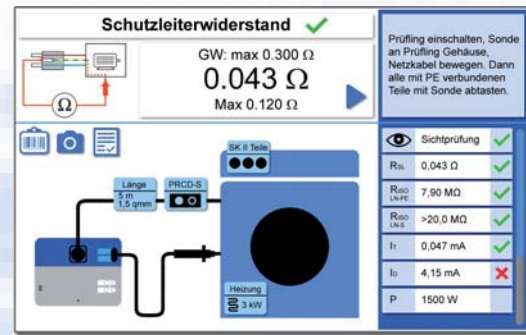 Schutzleiterwiderstand
GW: max 0.300 Ω
0.043 Ω
Max 0.120 Ω
Ω
Prüfling einschalten, Sonde
an Prüfling Gehäuse,
Netzkabel bewegen. Dann
alle mit PE verbundenen
Teile mit Sonde abtasten.
SK II Teile
Länge
5 m
1,5 qmm
PRCD-S
Heizung
3 kW
Sichtprüfung
RSL 0,043 Ω
RISO LN-PE 7,90 MΩ
RISO LN-S >20,0 MΩ
IT 0,047 mA
ID 4,15 mA
P 1500 W